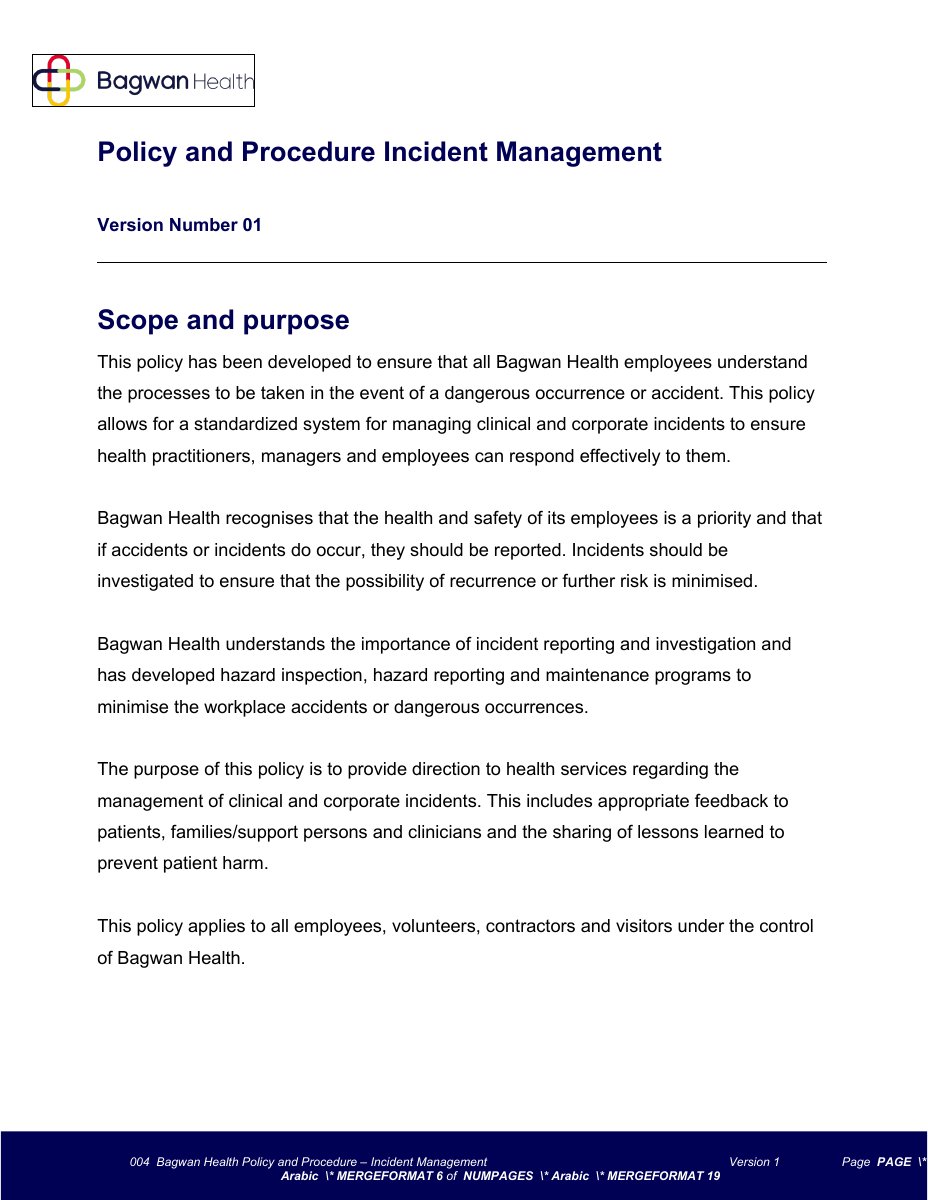 Bagwan Health
Policy and Procedure Incident Management
Version Number 01
Scope and purpose
This policy has been developed to ensure that all Bagwan Health employees understand
the processes to be taken in the event of a dangerous occurrence or accident. This policy
allows for a standardized system for managing clinical and corporate incidents to ensure
health practitioners, managers and employees can respond effectively to them.
Bagwan Health recognises that the health and safety of its employees is a priority and that
if accidents or incidents do occur, they should be reported. Incidents should be
investigated to ensure that the possibility of recurrence or further risk is minimised.
Bagwan Health understands the importance of incident reporting and investigation and
has developed hazard inspection, hazard reporting and maintenance programs to
minimise the workplace accidents or dangerous occurrences.
The purpose of this policy is to provide direction to health services regarding the
management of clinical and corporate incidents. This includes appropriate feedback to
patients, families/support persons and clinicians and the sharing of lessons learned to
prevent patient harm.
This policy applies to all employees, volunteers, contractors and visitors under the control
of Bagwan Health.
004 Bagwan Health Policy and Procedure – Incident Management Version 1 Page PAGE \*
Arabic \* MERGEFORMAT 6 of NUMPAGES \* Arabic \* MERGEFORMAT 19